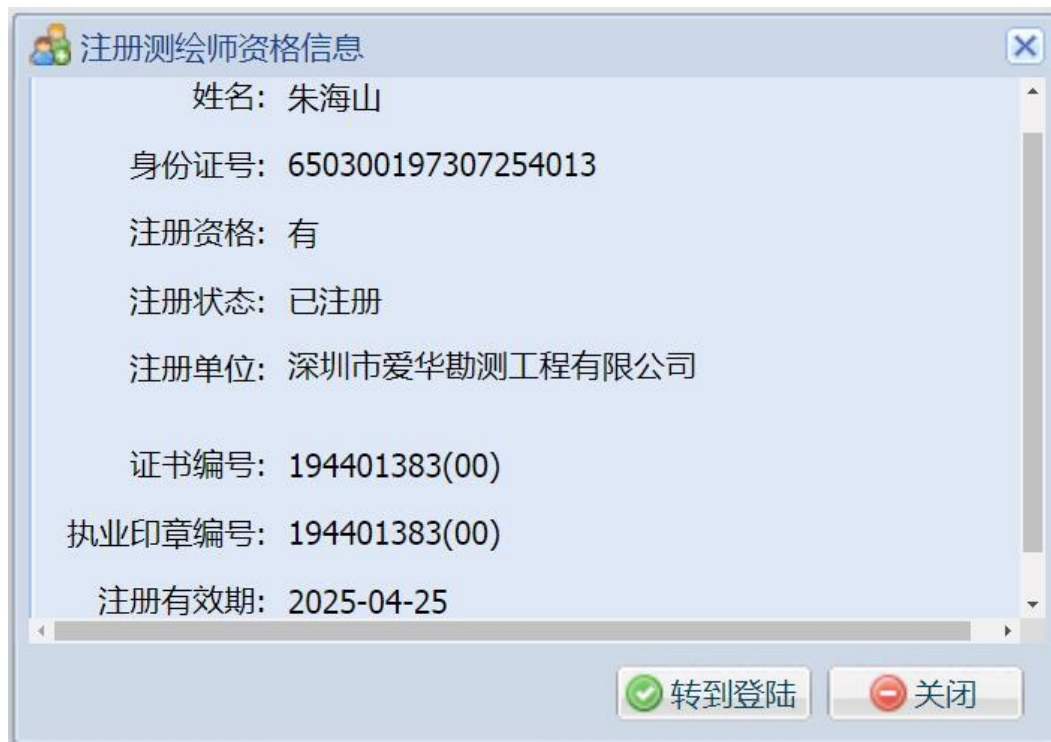 注册测绘师资格信息
姓名: 朱海山
身份证号: 650300197307254013
注册资格: 有
注册状态: 已注册
注册单位: 深圳市爱华勘测工程有限公司
证书编号: 194401383(00)
执业印章编号: 194401383(00)
注册有效期: 2025-04-25
转到登陆 关闭